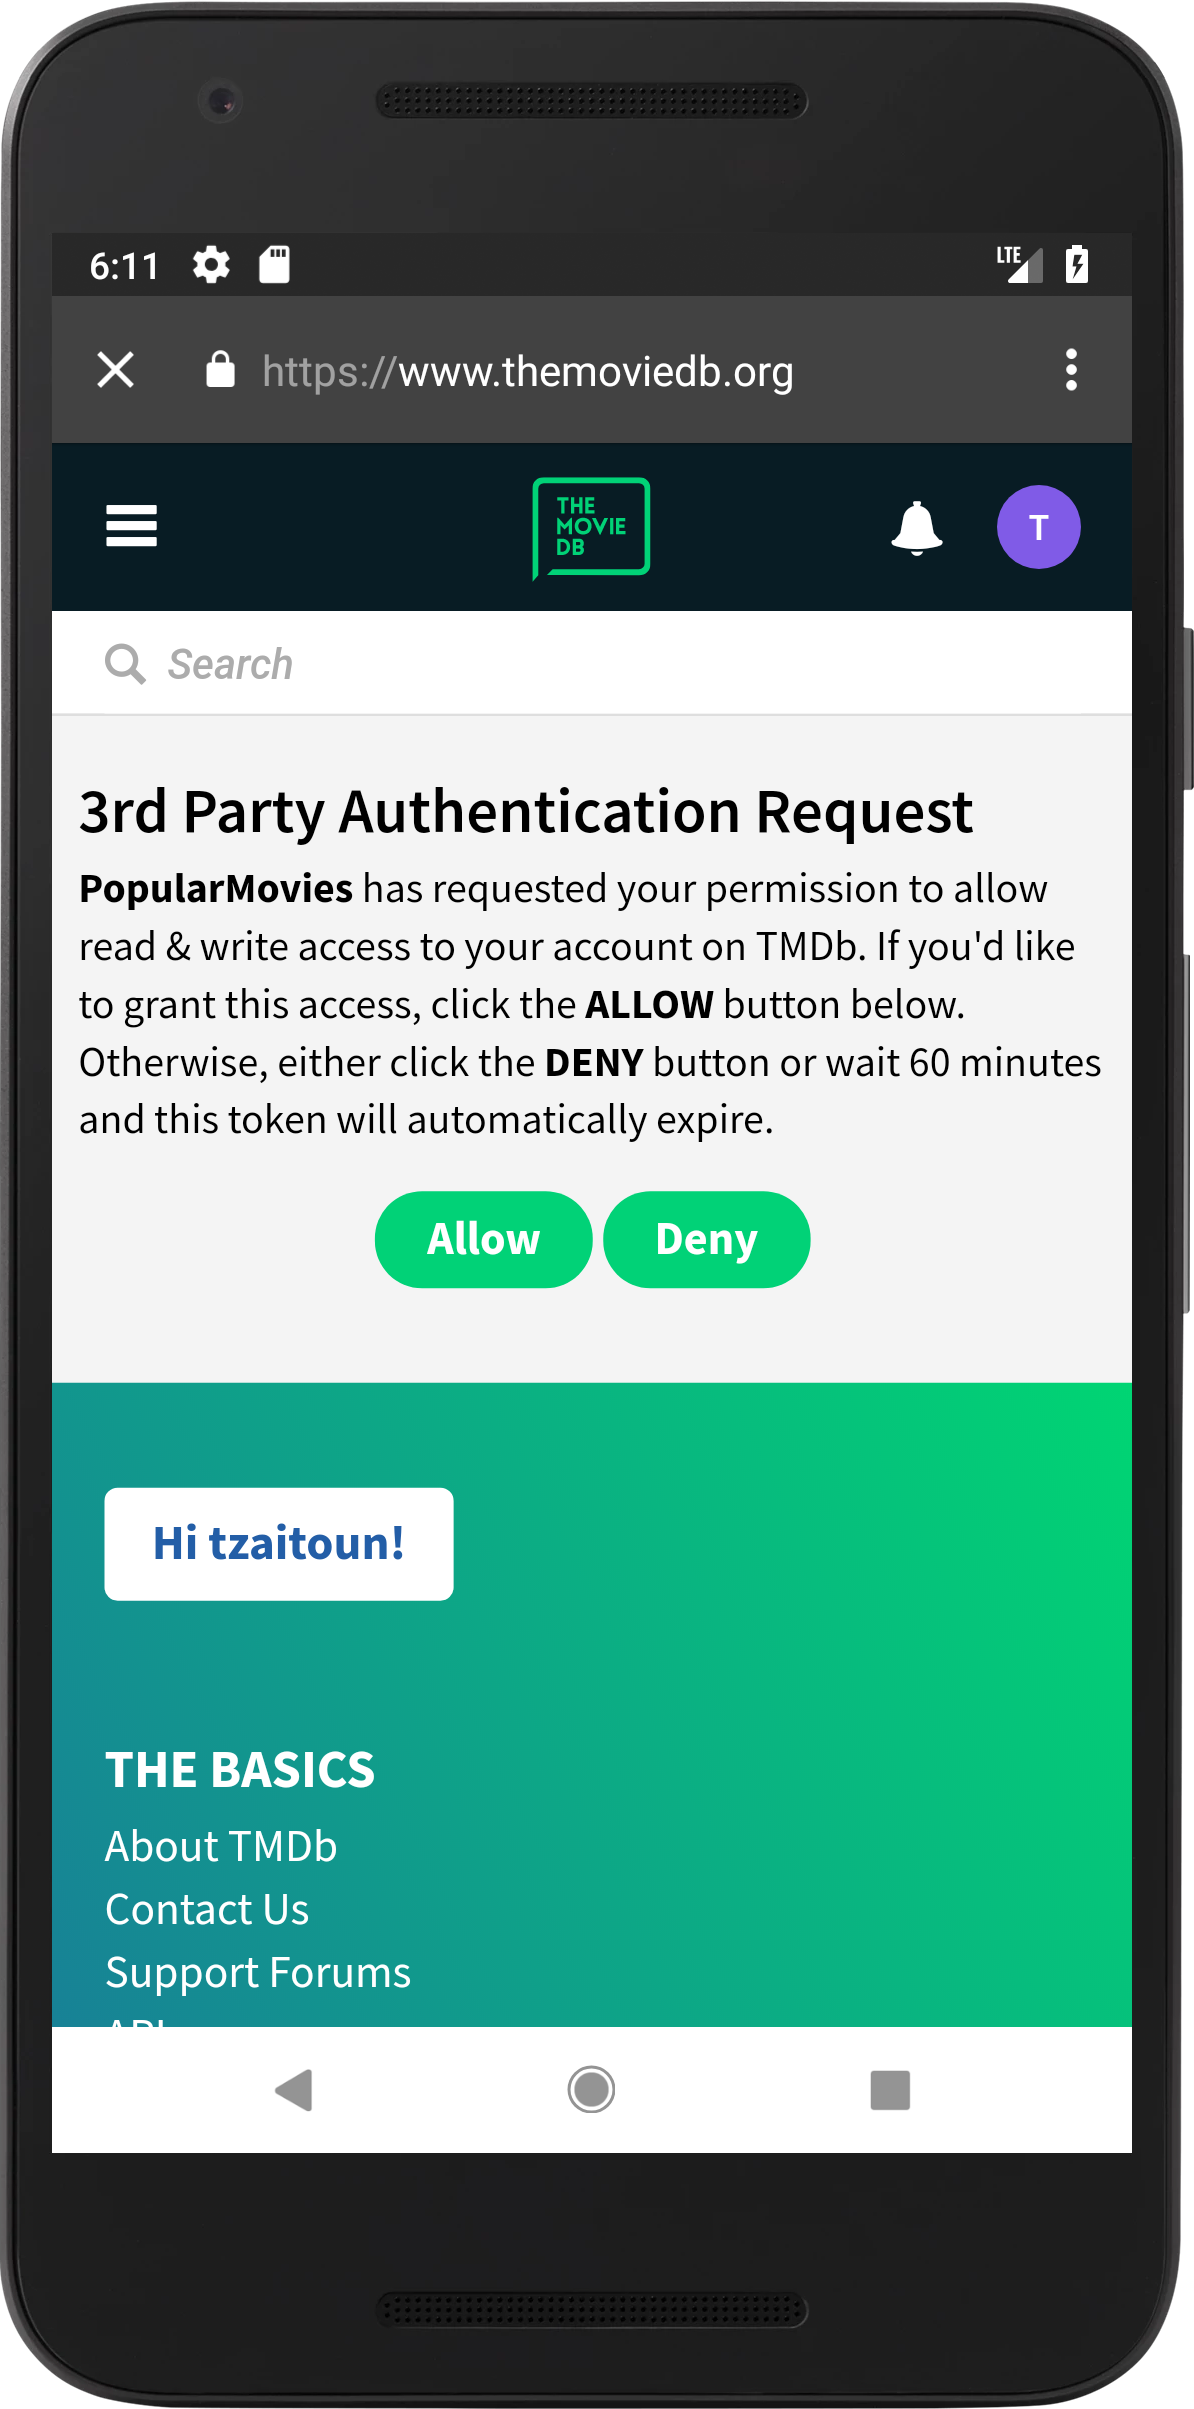 6:11
LTE
https://www.themoviedb.org
THE
MOVIE
DB
T
Search
3rd Party Authentication Request
PopularMovies has requested your permission to allow
read & write access to your account on TMDb. If you'd like
to grant this access, click the ALLOW button below.
Otherwise, either click the DENY button or wait 60 minutes
and this token will automatically expire.
Allow Deny
Hi tzaitoun!
THE BASICS
About TMDb
Contact Us
Support Forums